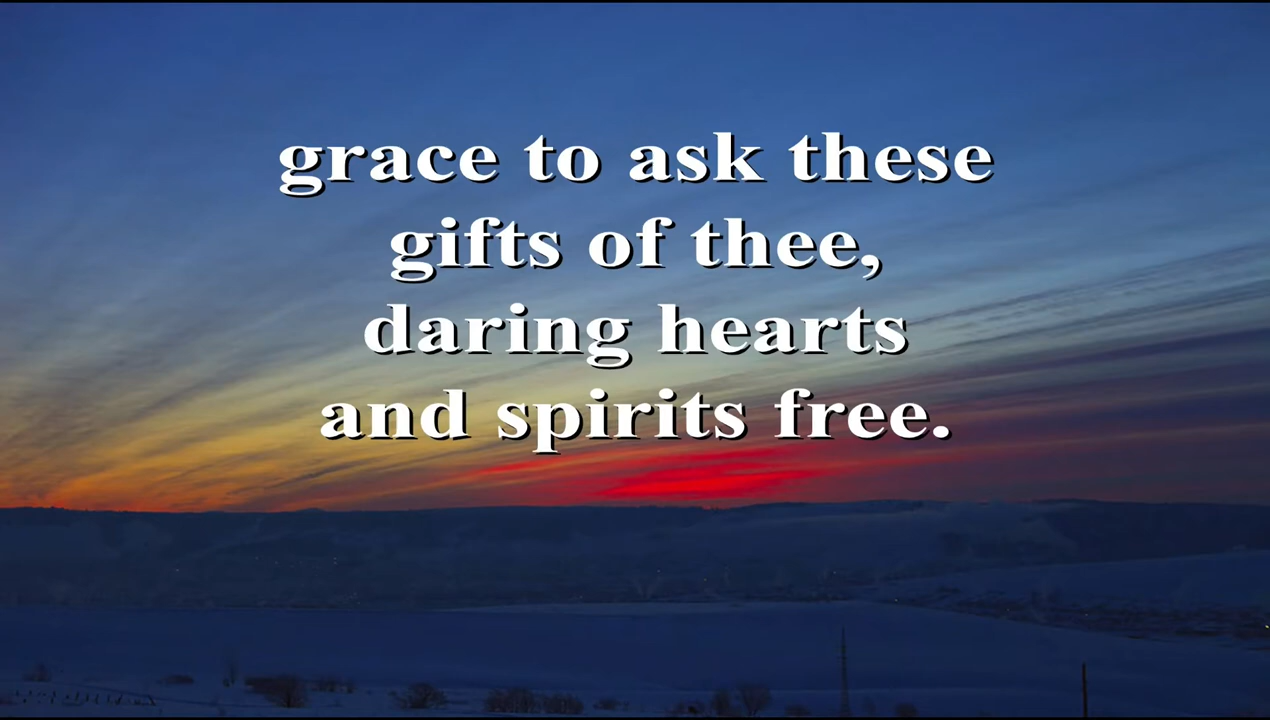 grace to ask these
gifts of thee,
daring hearts
and spirits free.